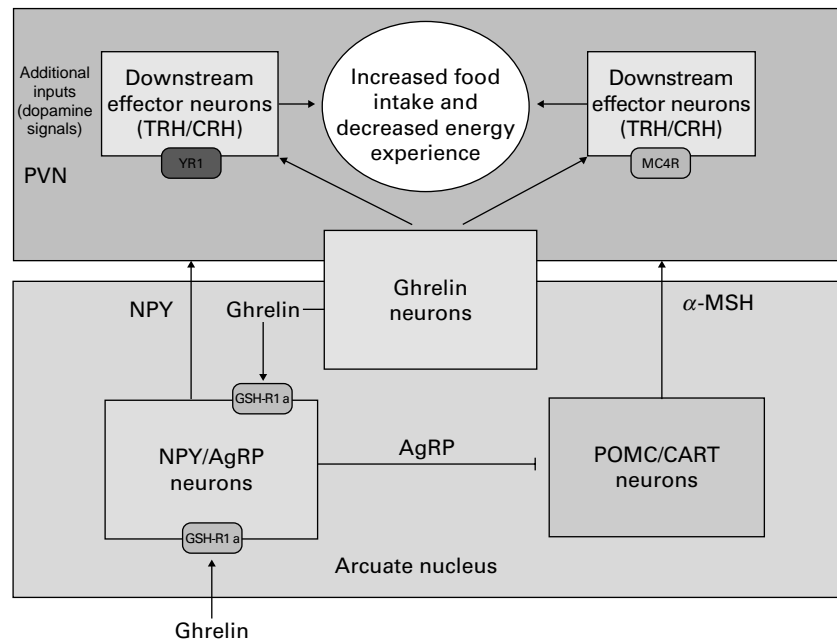 Additional
inputs
(dopamine
signals)
PVN
Downstream
effector neurons
(TRH/CRH)
YR1
Increased food
intake and
decreased energy
experience
Downstream
effector neurons
(TRH/CRH)
MC4R
Ghrelin
neurons
NPY
Ghrelin
α-MSH
GSH-R1 a
NPY/AgRP
neurons
GSH-R1 a
AgRP
POMC/CART
neurons
Arcuate nucleus
Ghrelin